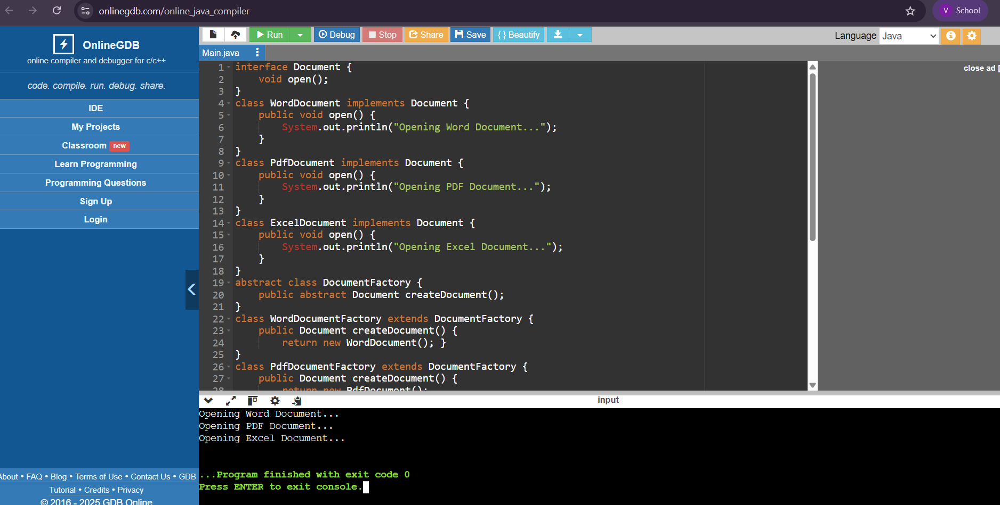 onlinegdb.com/online_java_compiler
V School
OnlineGDB
online compiler and debugger for c/c++
code. compile. run. debug. share.
IDE
My Projects
Classroom new
Learn Programming
Programming Questions
Sign Up
Login
About • FAQ • Blog • Terms of Use • Contact Us • GDB
Tutorial • Credits • Privacy
© 2016 - 2025 GDB Online
Run Debug Stop Share Save { } Beautify
Language Java
Main.java
close ad [
1 interface Document {
2     void open();
3 }
4 class WordDocument implements Document {
5     public void open() {
6         System.out.println("Opening Word Document...");
7     }
8 }
9 class PdfDocument implements Document {
10     public void open() {
11         System.out.println("Opening PDF Document...");
12     }
13 }
14 class ExcelDocument implements Document {
15     public void open() {
16         System.out.println("Opening Excel Document...");
17     }
18 }
19 abstract class DocumentFactory {
20     public abstract Document createDocument();
21 }
22 class WordDocumentFactory extends DocumentFactory {
23     public Document createDocument() {
24         return new WordDocument(); }
25 }
26 class PdfDocumentFactory extends DocumentFactory {
27     public Document createDocument() {
28         return new PdfDocument();
input
Opening Word Document...
Opening PDF Document...
Opening Excel Document...
...Program finished with exit code 0
Press ENTER to exit console.